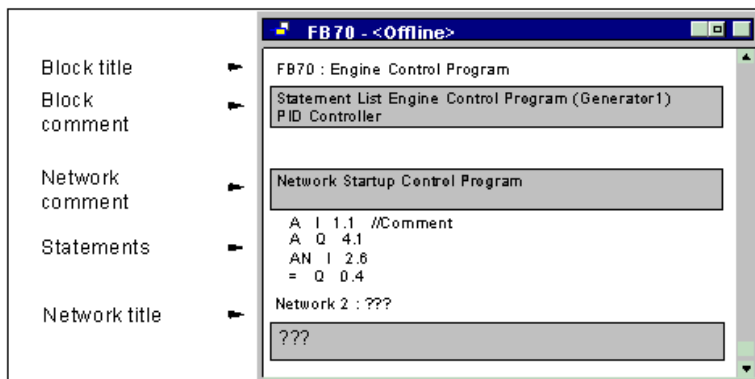 FB70 - <Offline>
Block title
FB70 : Engine Control Program
Block
comment
Statement List Engine Control Program (Generator1)
PID Controller
Network
comment
Network Startup Control Program
Statements
A I 1.1 //Comment
A Q 4.1
AN I 2.6
= Q 0.4
Network title
Network 2 : ???
???